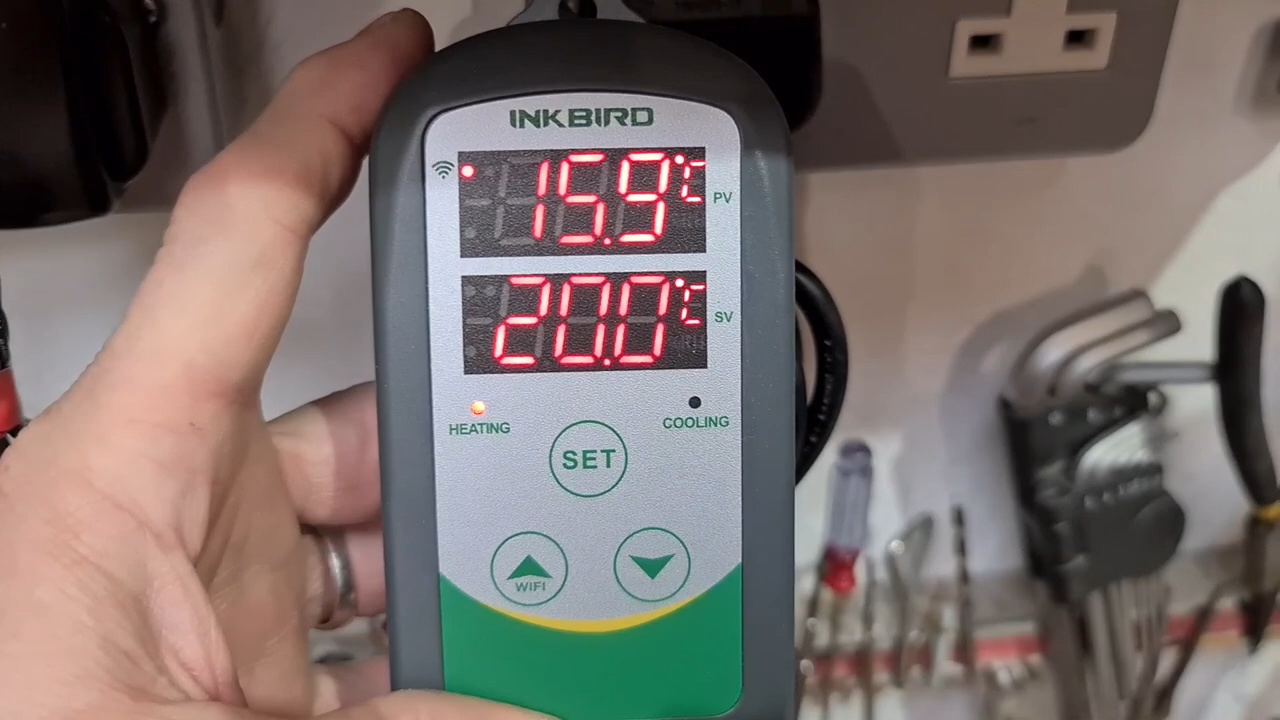 INKBIRD
15.9°C PV
20.0°C SV
HEATING
COOLING
SET
WIFI